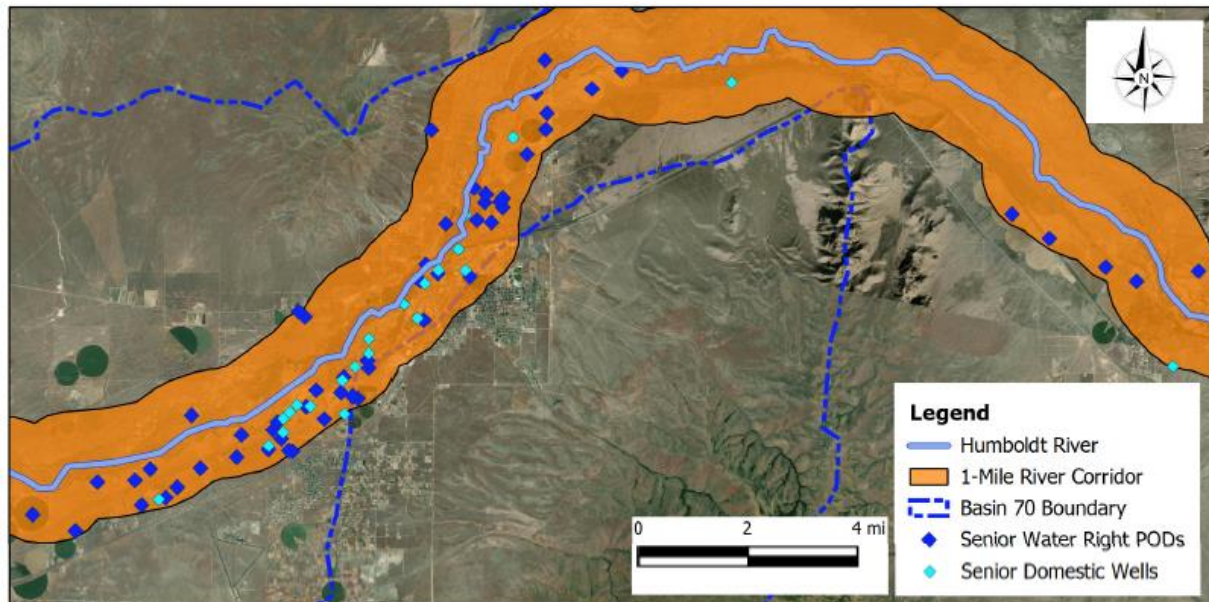 N
Legend
Humboldt River
1-Mile River Corridor
Basin 70 Boundary
Senior Water Right PODs
Senior Domestic Wells
0 2 4 mi